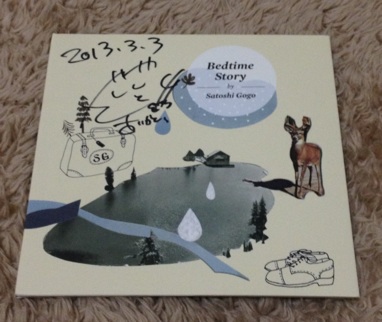 2013.3.3
Bedtime
Story
by
Satoshi Gogo
SG